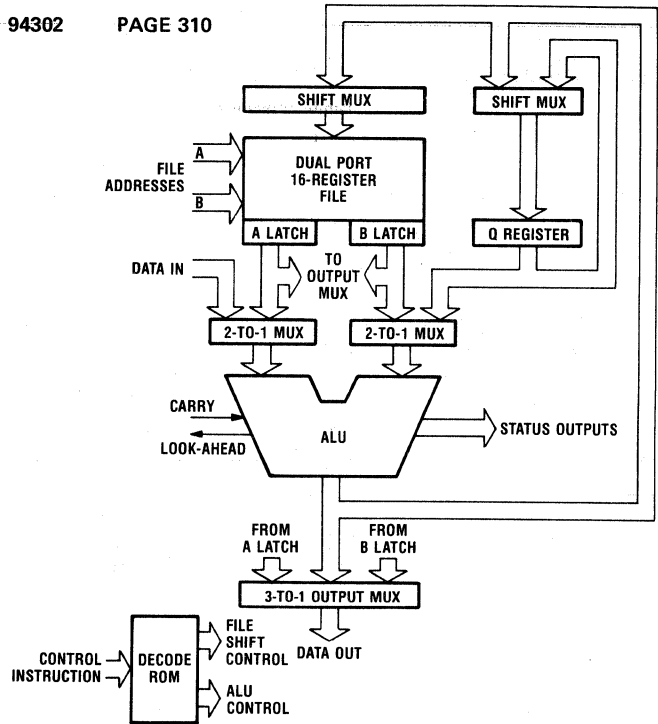 94302 PAGE 310
SHIFT MUX
SHIFT MUX
A
FILE
ADDRESSES
B
DUAL PORT
16-REGISTER
FILE
A LATCH
B LATCH
Q REGISTER
DATA IN
TO
OUTPUT
MUX
2-TO-1 MUX
2-TO-1 MUX
CARRY
LOOK-AHEAD
ALU
STATUS OUTPUTS
FROM
A LATCH
FROM
B LATCH
3-TO-1 OUTPUT MUX
DATA OUT
CONTROL
INSTRUCTION
DECODE
ROM
FILE
SHIFT
CONTROL
ALU
CONTROL